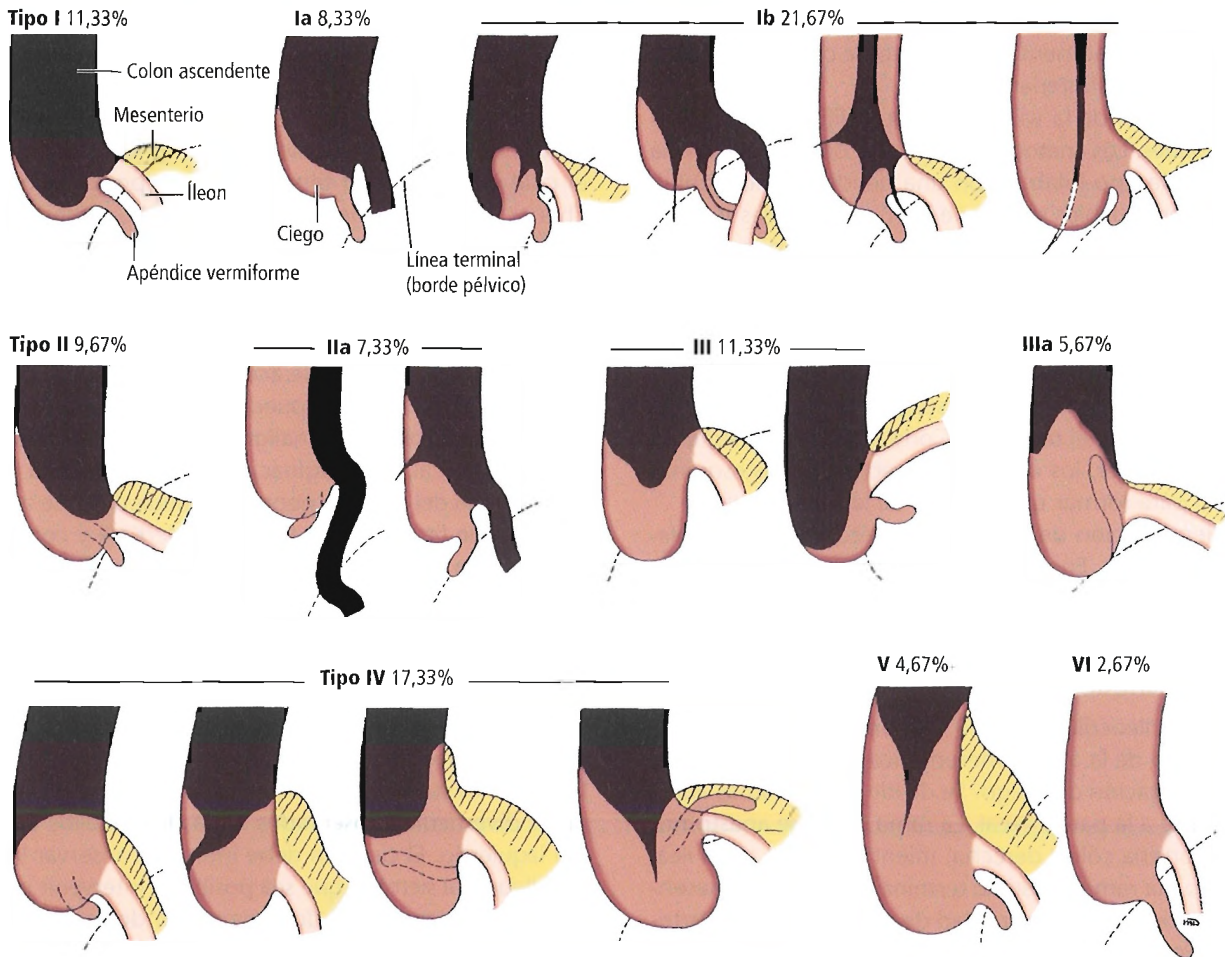 Tipo I 11,33%
Ia 8,33%
Ib 21,67%
Colon ascendente
Mesenterio
Íleon
Ciego
Apéndice vermiforme
Línea terminal
(borde pélvico)
Tipo II 9,67%
IIa 7,33%
III 11,33%
IIIa 5,67%
Tipo IV 17,33%
V 4,67%
VI 2,67%